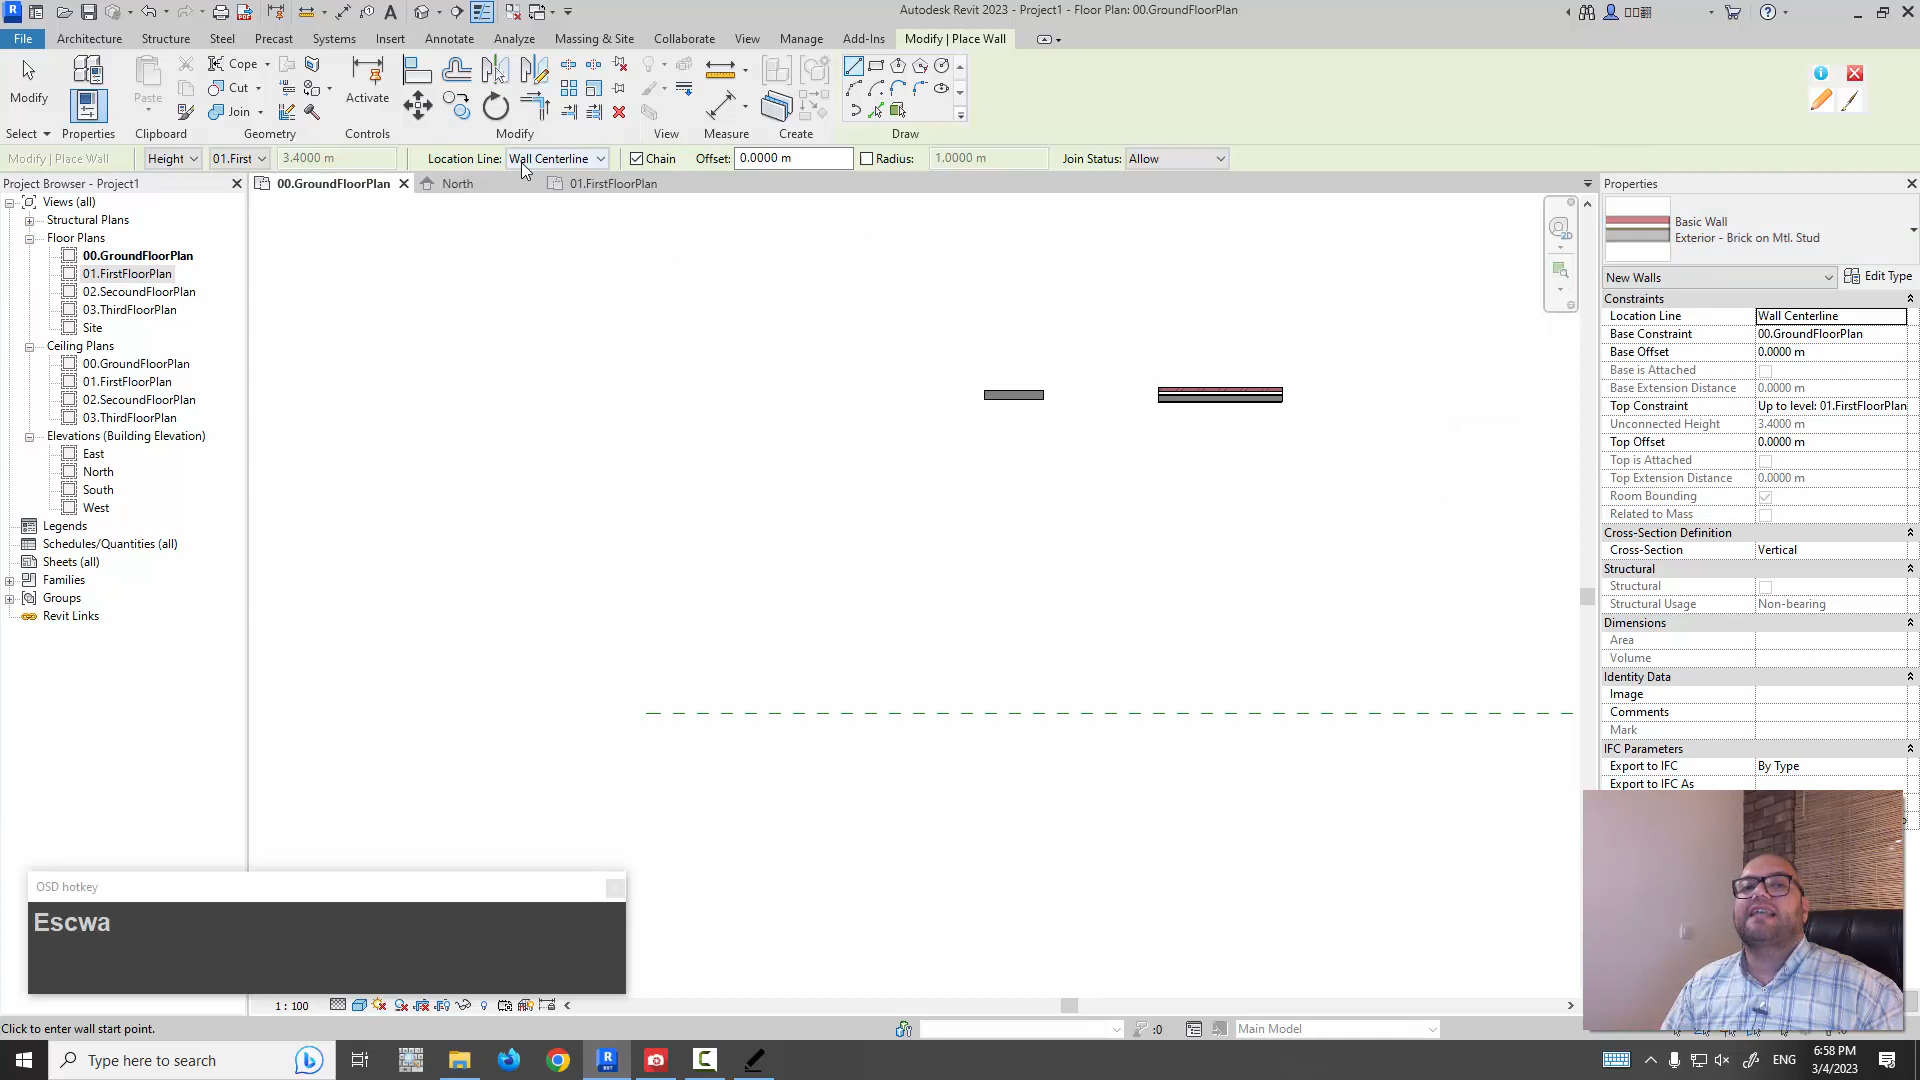 Autodesk Revit 2023 - Project1 - Floor Plan: 00.GroundFloorPlan
File Architecture Structure Steel Precast Systems Insert Annotate Analyze Massing & Site Collaborate View Manage Add-Ins Modify | Place Wall
Modify Paste Cope Cut Join Activate
Select Properties Clipboard Geometry Controls Modify View Measure Create Draw
Modify | Place Wall Height 01.First 3.4000 m Location Line: Wall Centerline Chain Offset: 0.0000 m Radius: 1.0000 m Join Status: Allow
Project Browser - Project1
00.GroundFloorPlan North 01.FirstFloorPlan
Views (all)
Structural Plans
Floor Plans
00.GroundFloorPlan
01.FirstFloorPlan
02.SecoundFloorPlan
03.ThirdFloorPlan
Site
Ceiling Plans
00.GroundFloorPlan
01.FirstFloorPlan
02.SecoundFloorPlan
03.ThirdFloorPlan
Elevations (Building Elevation)
East
North
South
West
Legends
Schedules/Quantities (all)
Sheets (all)
Families
Groups
Revit Links
2D
Properties
Basic Wall
Exterior - Brick on Mtl. Stud
New Walls Edit Type
Constraints
Location Line Wall Centerline
Base Constraint 00.GroundFloorPlan
Base Offset 0.0000 m
Base is Attached
Base Extension Distance 0.0000 m
Top Constraint Up to level: 01.FirstFloorPlan
Unconnected Height 3.4000 m
Top Offset 0.0000 m
Top is Attached
Top Extension Distance 0.0000 m
Room Bounding
Related to Mass
Cross-Section Definition
Cross-Section Vertical
Structural
Structural
Structural Usage Non-bearing
Dimensions
Area
Volume
Identity Data
Image
Comments
Mark
IFC Parameters
Export to IFC By Type
Export to IFC As
OSD hotkey
Escwa
1 : 100
Click to enter wall start point. :0 Main Model
Type here to search
ENG
6:58 PM
3/4/2023